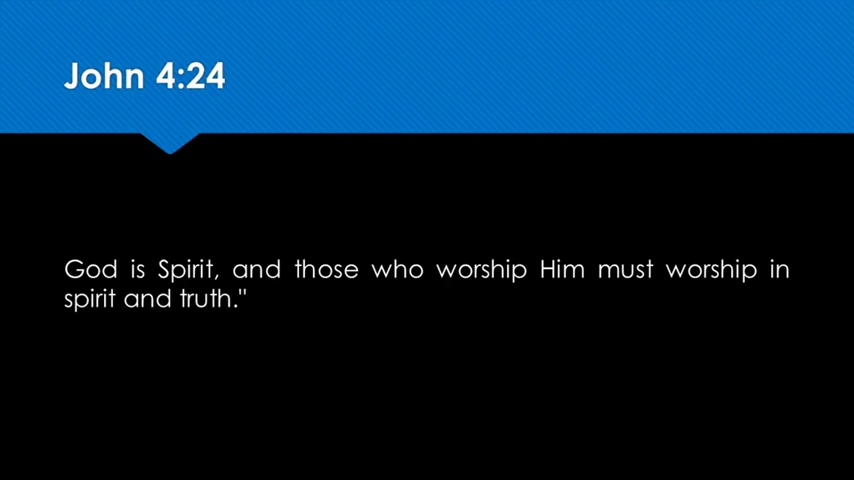 John 4:24
God is Spirit, and those who worship Him must worship in
spirit and truth."